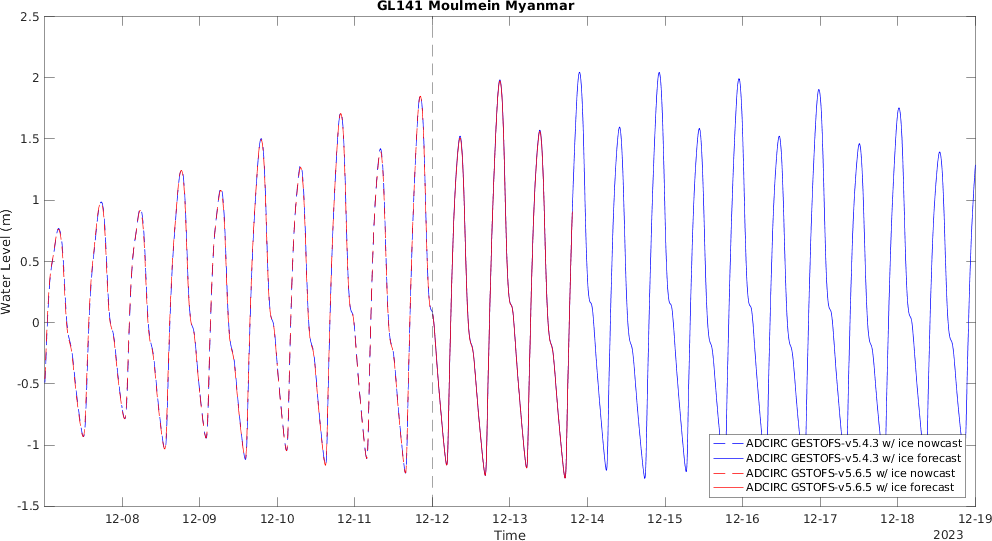 GL141 Moulmein Myanmar
2.5
2
1.5
1
0.5
0
-0.5
-1
-1.5
Water Level (m)
12-08 12-09 12-10 12-11 12-12 12-13 12-14 12-15 12-16 12-17 12-18 12-19
Time
2023
ADCIRC GESTOFS-v5.4.3 w/ ice nowcast
ADCIRC GESTOFS-v5.4.3 w/ ice forecast
ADCIRC GSTOFS-v5.6.5 w/ ice nowcast
ADCIRC GSTOFS-v5.6.5 w/ ice forecast